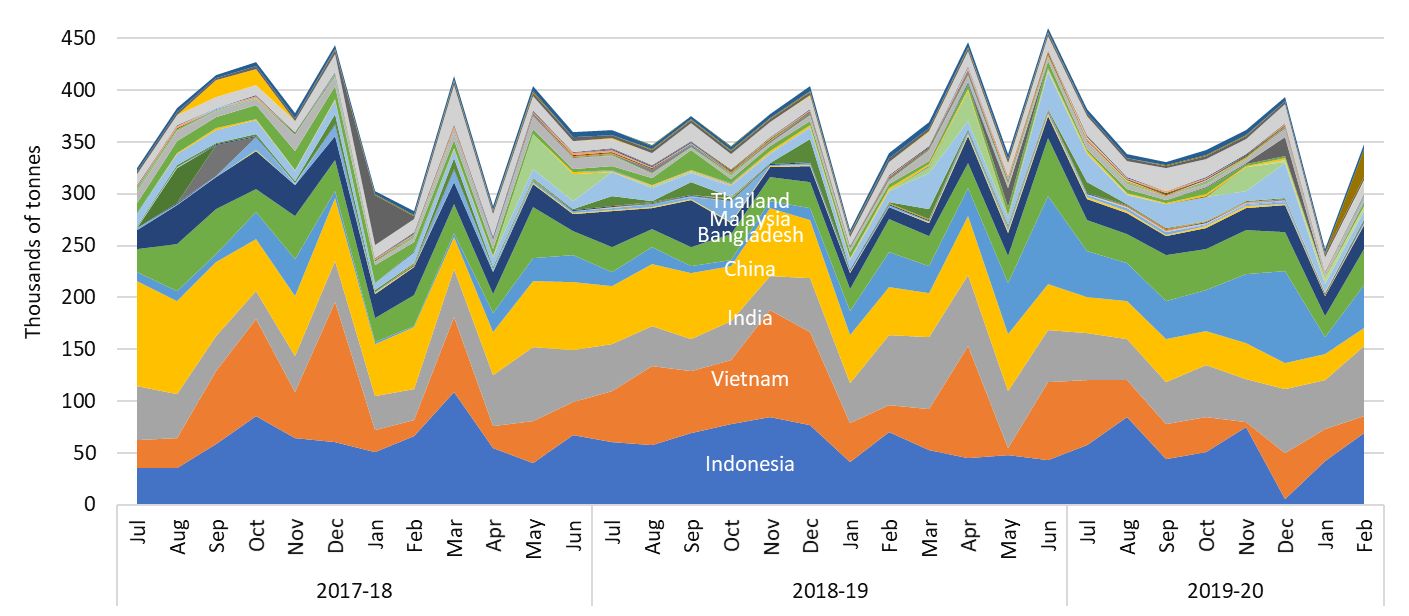 Thousands of tonnes
450
400
350
300
250
200
150
100
50
0
Thailand
Malaysia
Bangladesh
China
India
Vietnam
Indonesia
Jul Aug Sep Oct Nov Dec Jan Feb Mar Apr May Jun Jul Aug Sep Oct Nov Dec Jan Feb Mar Apr May Jun Jul Aug Sep Oct Nov Dec Jan Feb
2017-18 2018-19 2019-20